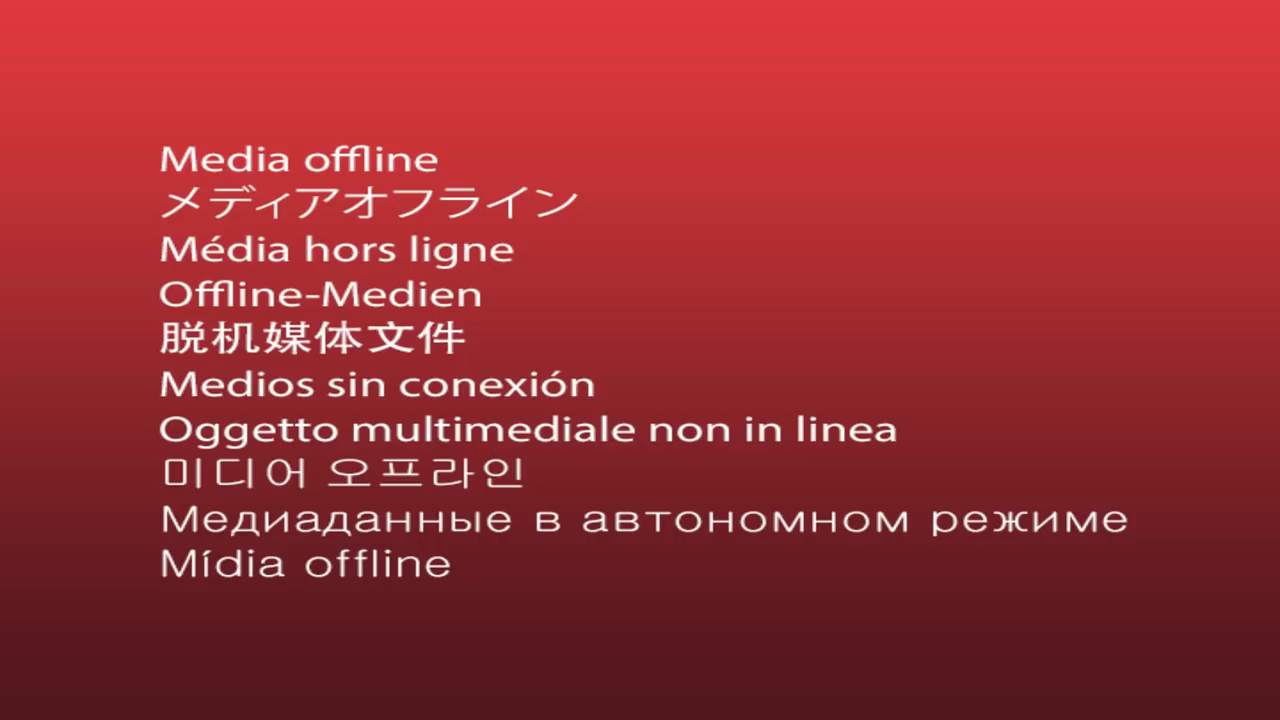 Media offline
メディアオフライン
Média hors ligne
Offline-Medien
脱机媒体文件
Medios sin conexión
Oggetto multimediale non in linea
미디어 오프라인
Медиаданные в автономном режиме
Mídia offline